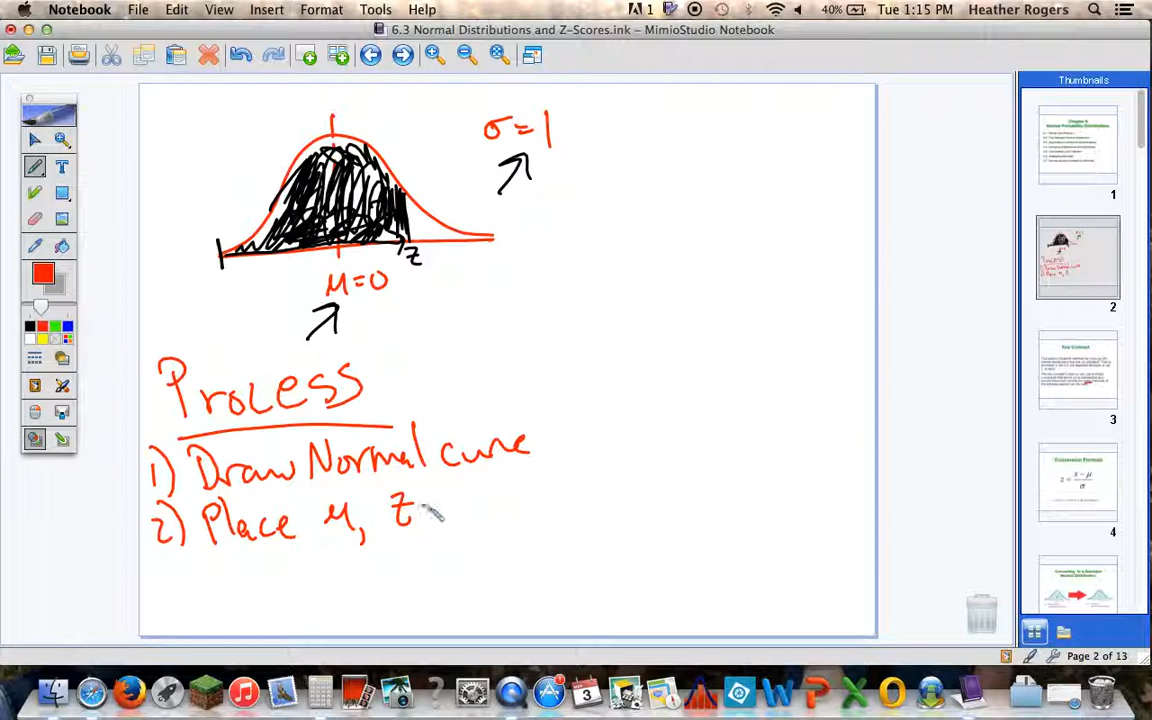 Notebook File Edit View Insert Format Tools Help 1 40% Tue 1:15 PM Heather Rogers
6.3 Normal Distributions and Z-Scores.ink — MimioStudio Notebook
Thumbnails
σ = 1
z
μ = 0
Process
1) Draw Normal curve
2) Place μ, z
1
2
3
z = x − μ
σ
4
Page 2 of 13